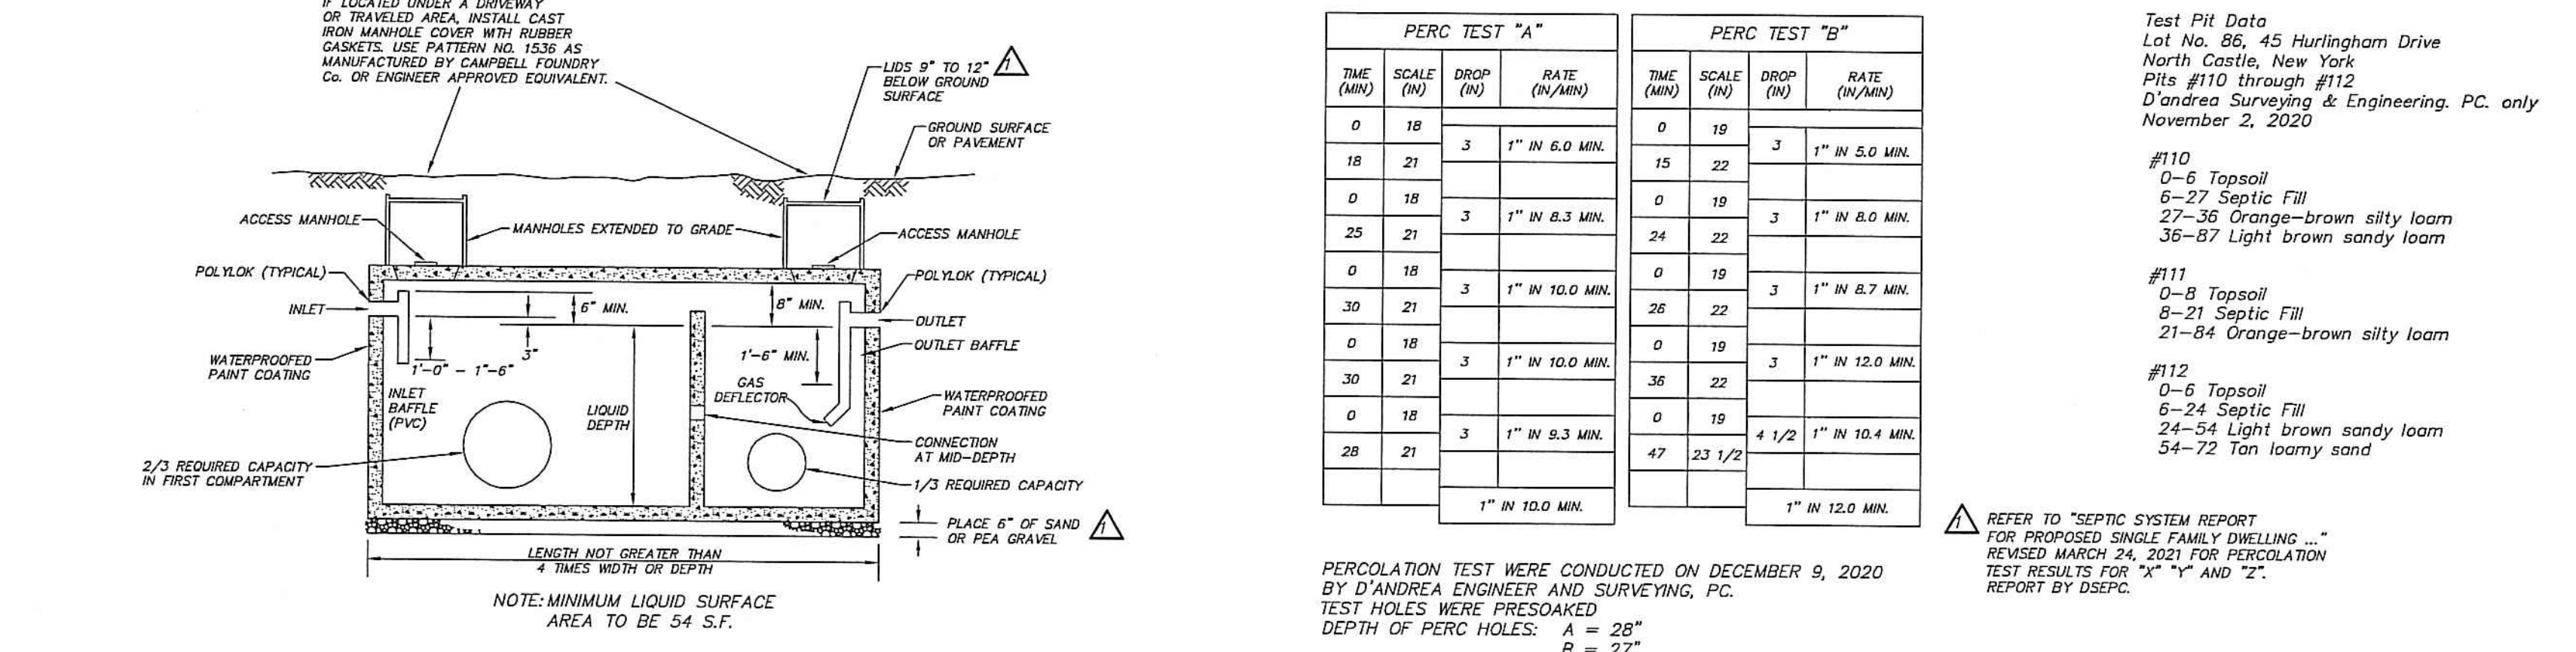 IF LOCATED UNDER A DRIVEWAY
OR TRAVELED AREA, INSTALL CAST
IRON MANHOLE COVER WITH RUBBER
GASKETS. USE PATTERN NO. 1536 AS
MANUFACTURED BY CAMPBELL FOUNDRY
Co. OR ENGINEER APPROVED EQUIVALENT.
LIDS 9" TO 12"
BELOW GROUND
SURFACE
1
GROUND SURFACE
OR PAVEMENT
ACCESS MANHOLE
MANHOLES EXTENDED TO GRADE
ACCESS MANHOLE
POLYLOK (TYPICAL)
POLYLOK (TYPICAL)
INLET
6" MIN.
8" MIN.
OUTLET
OUTLET BAFFLE
3"
1'-6" MIN.
WATERPROOFED
PAINT COATING
1'-0" - 1"-6"
GAS
DEFLECTOR
INLET
BAFFLE
(PVC)
LIQUID
DEPTH
WATERPROOFED
PAINT COATING
CONNECTION
AT MID-DEPTH
2/3 REQUIRED CAPACITY
IN FIRST COMPARTMENT
1/3 REQUIRED CAPACITY
PLACE 6" OF SAND
OR PEA GRAVEL
1
LENGTH NOT GREATER THAN
4 TIMES WIDTH OR DEPTH
NOTE: MINIMUM LIQUID SURFACE
AREA TO BE 54 S.F.
PERC TEST "A"
TIME (MIN) SCALE (IN) DROP (IN) RATE (IN/MIN)
0 18
3 1" IN 6.0 MIN.
18 21
0 18
3 1" IN 8.3 MIN.
25 21
0 18
3 1" IN 10.0 MIN.
30 21
0 18
3 1" IN 10.0 MIN.
30 21
0 18
3 1" IN 9.3 MIN.
28 21
1" IN 10.0 MIN.
PERC TEST "B"
TIME (MIN) SCALE (IN) DROP (IN) RATE (IN/MIN)
0 19
3 1" IN 5.0 MIN.
15 22
0 19
3 1" IN 8.0 MIN.
24 22
0 19
3 1" IN 8.7 MIN.
26 22
0 19
3 1" IN 12.0 MIN.
36 22
0 19
4 1/2 1" IN 10.4 MIN.
47 23 1/2
1" IN 12.0 MIN.
PERCOLATION TEST WERE CONDUCTED ON DECEMBER 9, 2020
BY D'ANDREA ENGINEER AND SURVEYING, PC.
TEST HOLES WERE PRESOAKED
DEPTH OF PERC HOLES: A = 28"
B = 27"
Test Pit Data
Lot No. 86, 45 Hurlingham Drive
North Castle, New York
Pits #110 through #112
D'andrea Surveying & Engineering. PC. only
November 2, 2020
#110
0-6 Topsoil
6-27 Septic Fill
27-36 Orange-brown silty loam
36-87 Light brown sandy loam
#111
0-8 Topsoil
8-21 Septic Fill
21-84 Orange-brown silty loam
#112
0-6 Topsoil
6-24 Septic Fill
24-54 Light brown sandy loam
54-72 Tan loamy sand
1
REFER TO "SEPTIC SYSTEM REPORT
FOR PROPOSED SINGLE FAMILY DWELLING ..."
REVISED MARCH 24, 2021 FOR PERCOLATION
TEST RESULTS FOR "X" "Y" AND "Z".
REPORT BY DSEPC.